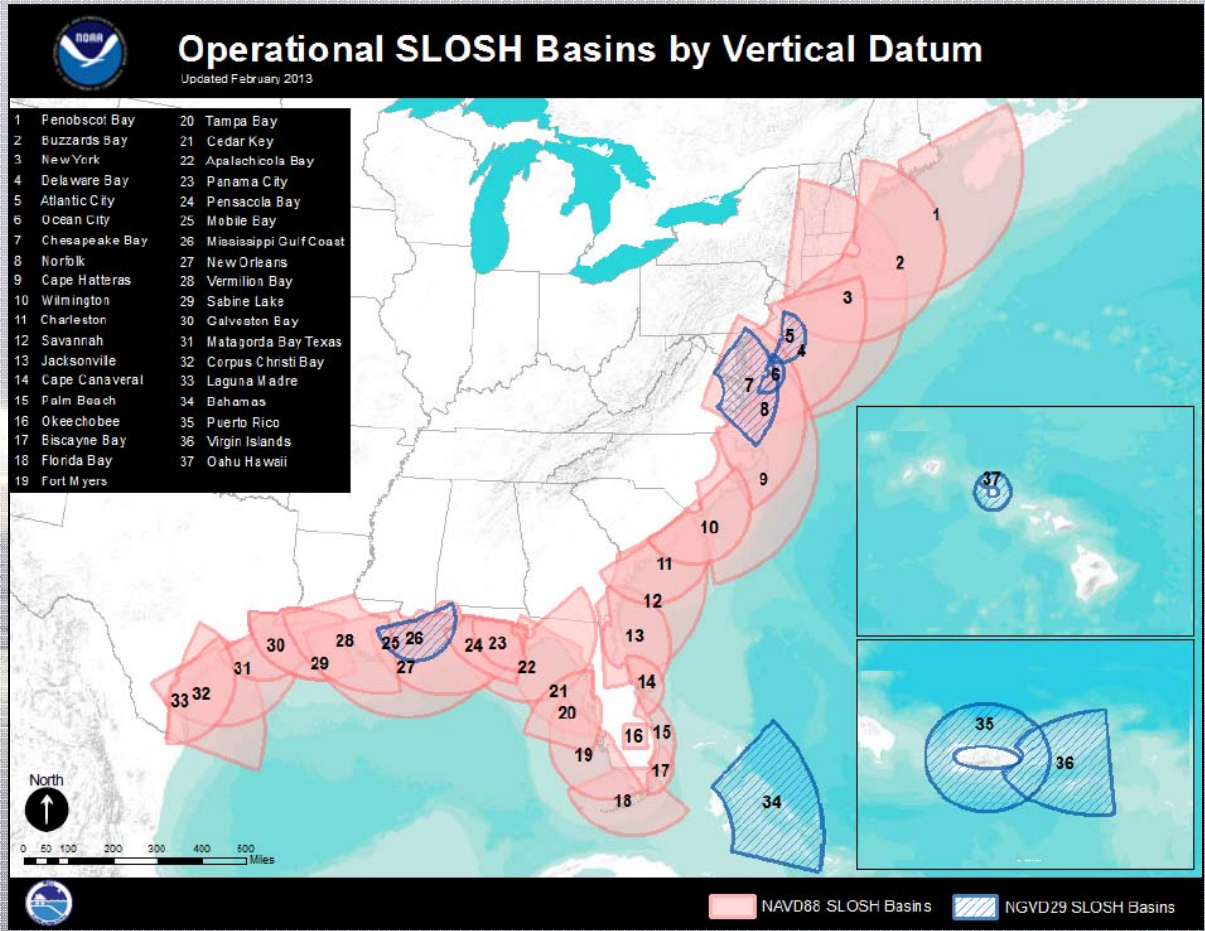 NOAA
Operational SLOSH Basins by Vertical Datum
Updated February 2013
1 Penobscot Bay
2 Buzzards Bay
3 New York
4 Delaware Bay
5 Atlantic City
6 Ocean City
7 Chesapeake Bay
8 Norfolk
9 Cape Hatteras
10 Wilmington
11 Charleston
12 Savannah
13 Jacksonville
14 Cape Canaveral
15 Palm Beach
16 Okeechobee
17 Biscayne Bay
18 Florida Bay
19 Fort Myers
20 Tampa Bay
21 Cedar Key
22 Apalachicola Bay
23 Panama City
24 Pensacola Bay
25 Mobile Bay
26 Mississippi Gulf Coast
27 New Orleans
28 Vermilion Bay
29 Sabine Lake
30 Galveston Bay
31 Matagorda Bay Texas
32 Corpus Christi Bay
33 Laguna Madre
34 Bahamas
35 Puerto Rico
36 Virgin Islands
37 Oahu Hawaii
1
2
3
5
4
6
7
8
9
37
10
11
12
13
30
28
25
26
24
23
29
27
22
31
14
33
32
21
20
16
15
35
19
36
17
18
34
North
0 50 100 200 300 400 500
Miles
NAVD88 SLOSH Basins
NGVD29 SLOSH Basins